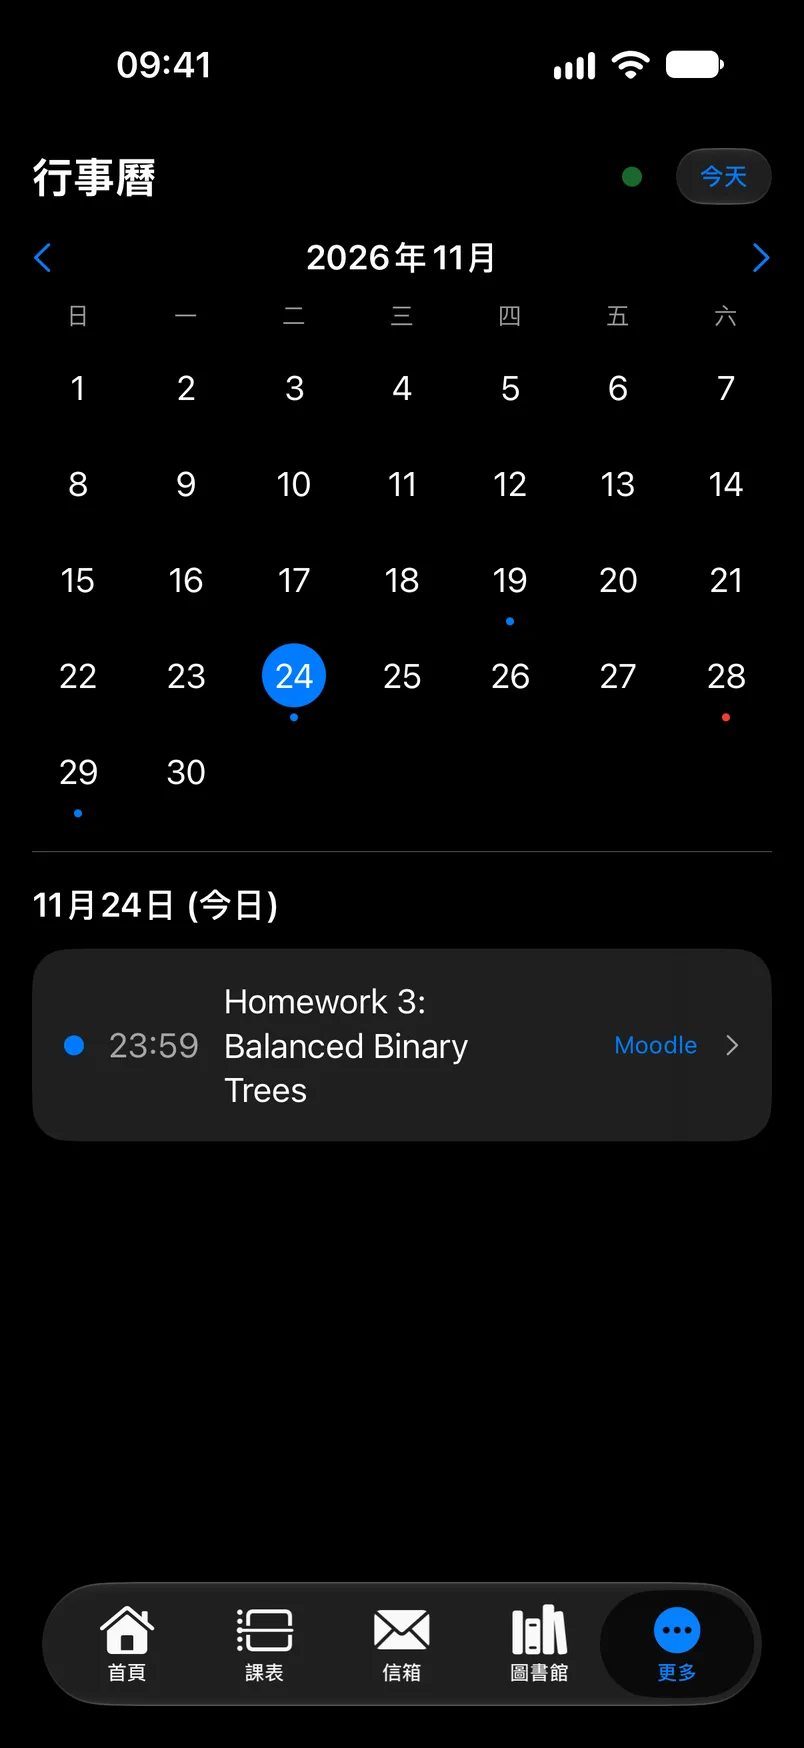 09:41
行事曆
今天
2026年11月
日 一 二 三 四 五 六
1 2 3 4 5 6 7
8 9 10 11 12 13 14
15 16 17 18 19 20 21
22 23 24 25 26 27 28
29 30
11月24日 (今日)
23:59
Homework 3:
Balanced Binary
Trees
Moodle
首頁 課表 信箱 圖書館 更多